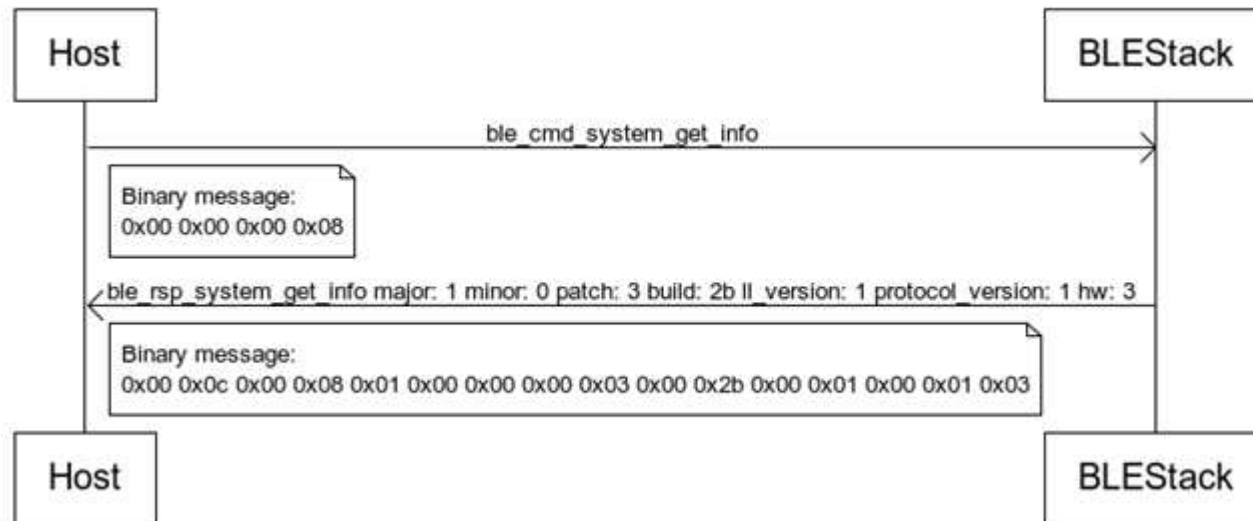 Host
BLEStack
ble_cmd_system_get_info
Binary message:
0x00 0x00 0x00 0x08
ble_rsp_system_get_info major: 1 minor: 0 patch: 3 build: 2b ll_version: 1 protocol_version: 1 hw: 3
Binary message:
0x00 0x0c 0x00 0x08 0x01 0x00 0x00 0x00 0x03 0x00 0x2b 0x00 0x01 0x00 0x01 0x03
Host
BLEStack